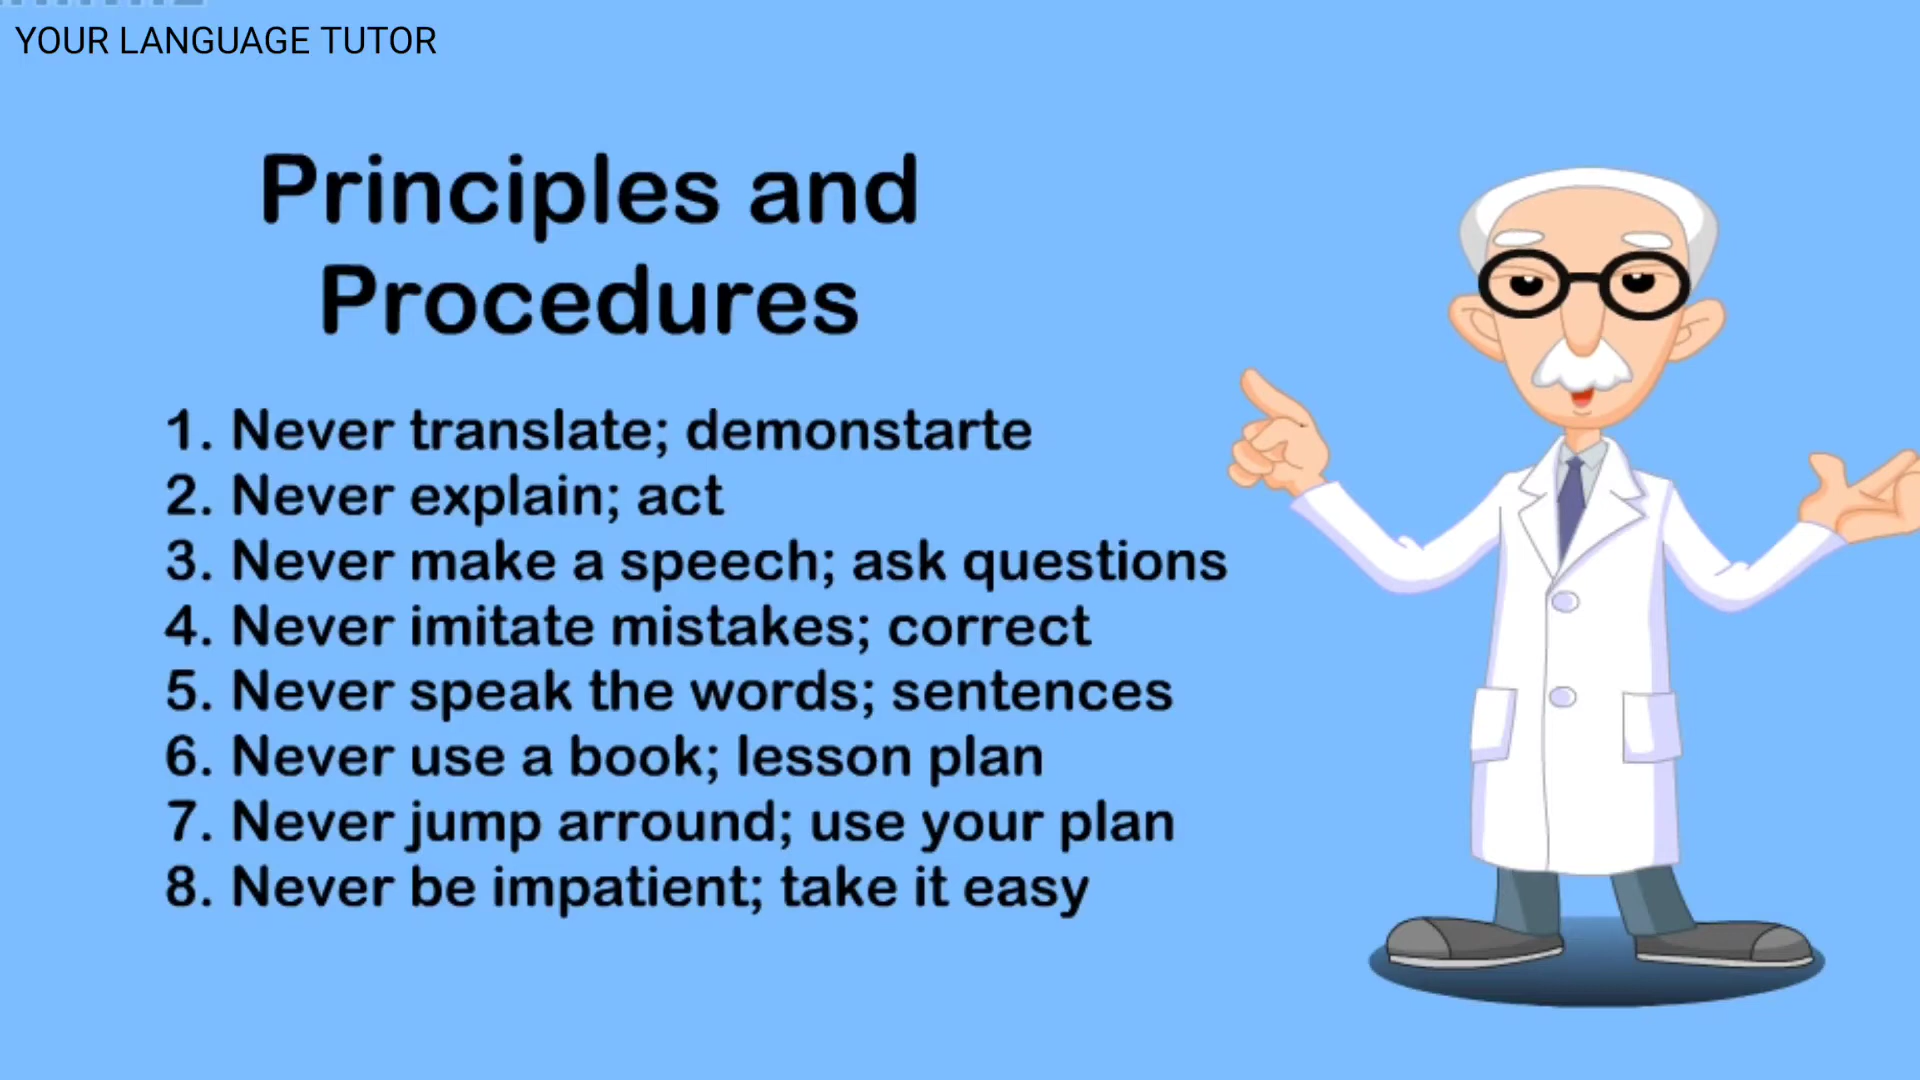 YOUR LANGUAGE TUTOR
Principles and
Procedures
1. Never translate; demonstarte
2. Never explain; act
3. Never make a speech; ask questions
4. Never imitate mistakes; correct
5. Never speak the words; sentences
6. Never use a book; lesson plan
7. Never jump arround; use your plan
8. Never be impatient; take it easy